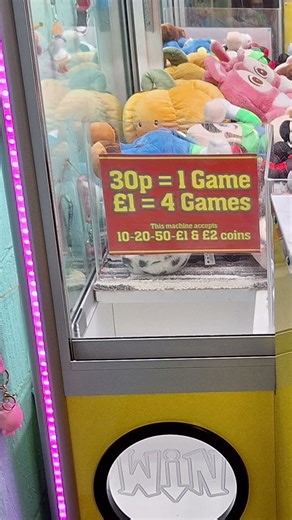 30p = 1 Game
£1 = 4 Games
This machine accepts
10-20-50-£1 & £2 coins
WiN